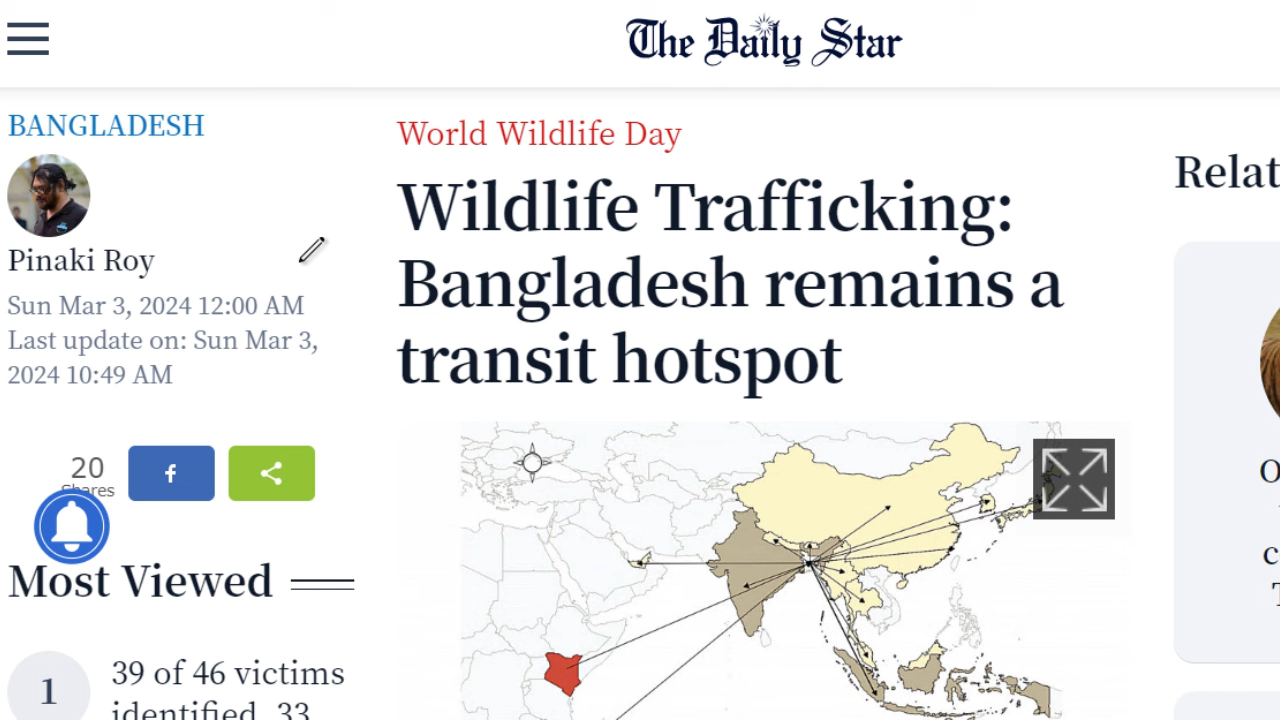 The Daily Star
BANGLADESH
Pinaki Roy
Sun Mar 3, 2024 12:00 AM
Last update on: Sun Mar 3,
2024 10:49 AM
20
Shares
f
Most Viewed
1
39 of 46 victims
identified, 33
World Wildlife Day
Wildlife Trafficking:
Bangladesh remains a
transit hotspot
Relat
O
c
T